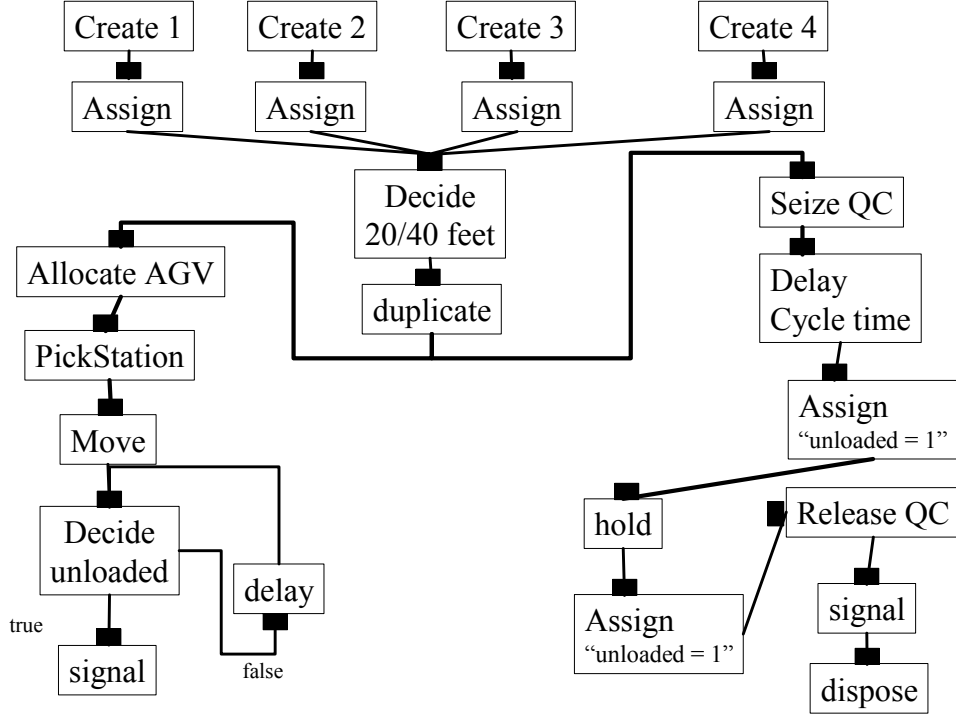 Create 1
Create 2
Create 3
Create 4
Assign
Assign
Assign
Assign
Decide
20/40 feet
Seize QC
Allocate AGV
duplicate
Delay
Cycle time
PickStation
Assign
“unloaded = 1”
Move
Decide
unloaded
hold
Release QC
delay
Assign
“unloaded = 1”
signal
true
signal
false
dispose